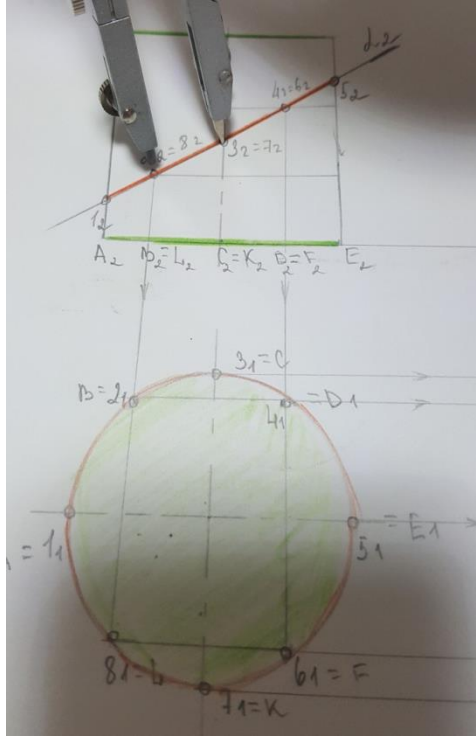 d2
42=62
52
=82
32=72
12
A2 B2=L2 C2=K2 D2=F2 E2
31=C
B=21 =D1
41
=E1
=11 51
81=L 61=F
71=K